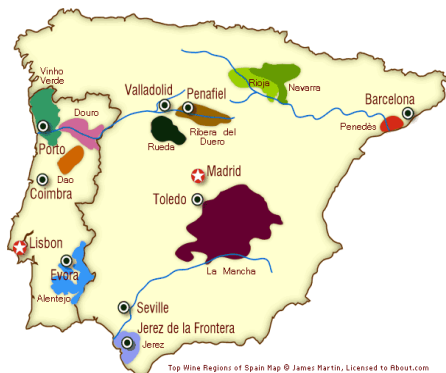 Vinho
Verde
Douro
Porto
Dao
Coimbra
Lisbon
Evora
Alentejo
Valladolid
Penafiel
Rueda
Ribera del
Duero
Rioja
Navarra
Barcelona
Penedés
Madrid
Toledo
La Mancha
Seville
Jerez de la Frontera
Jerez
Top Wine Regions of Spain Map © James Martin, Licensed to About.com